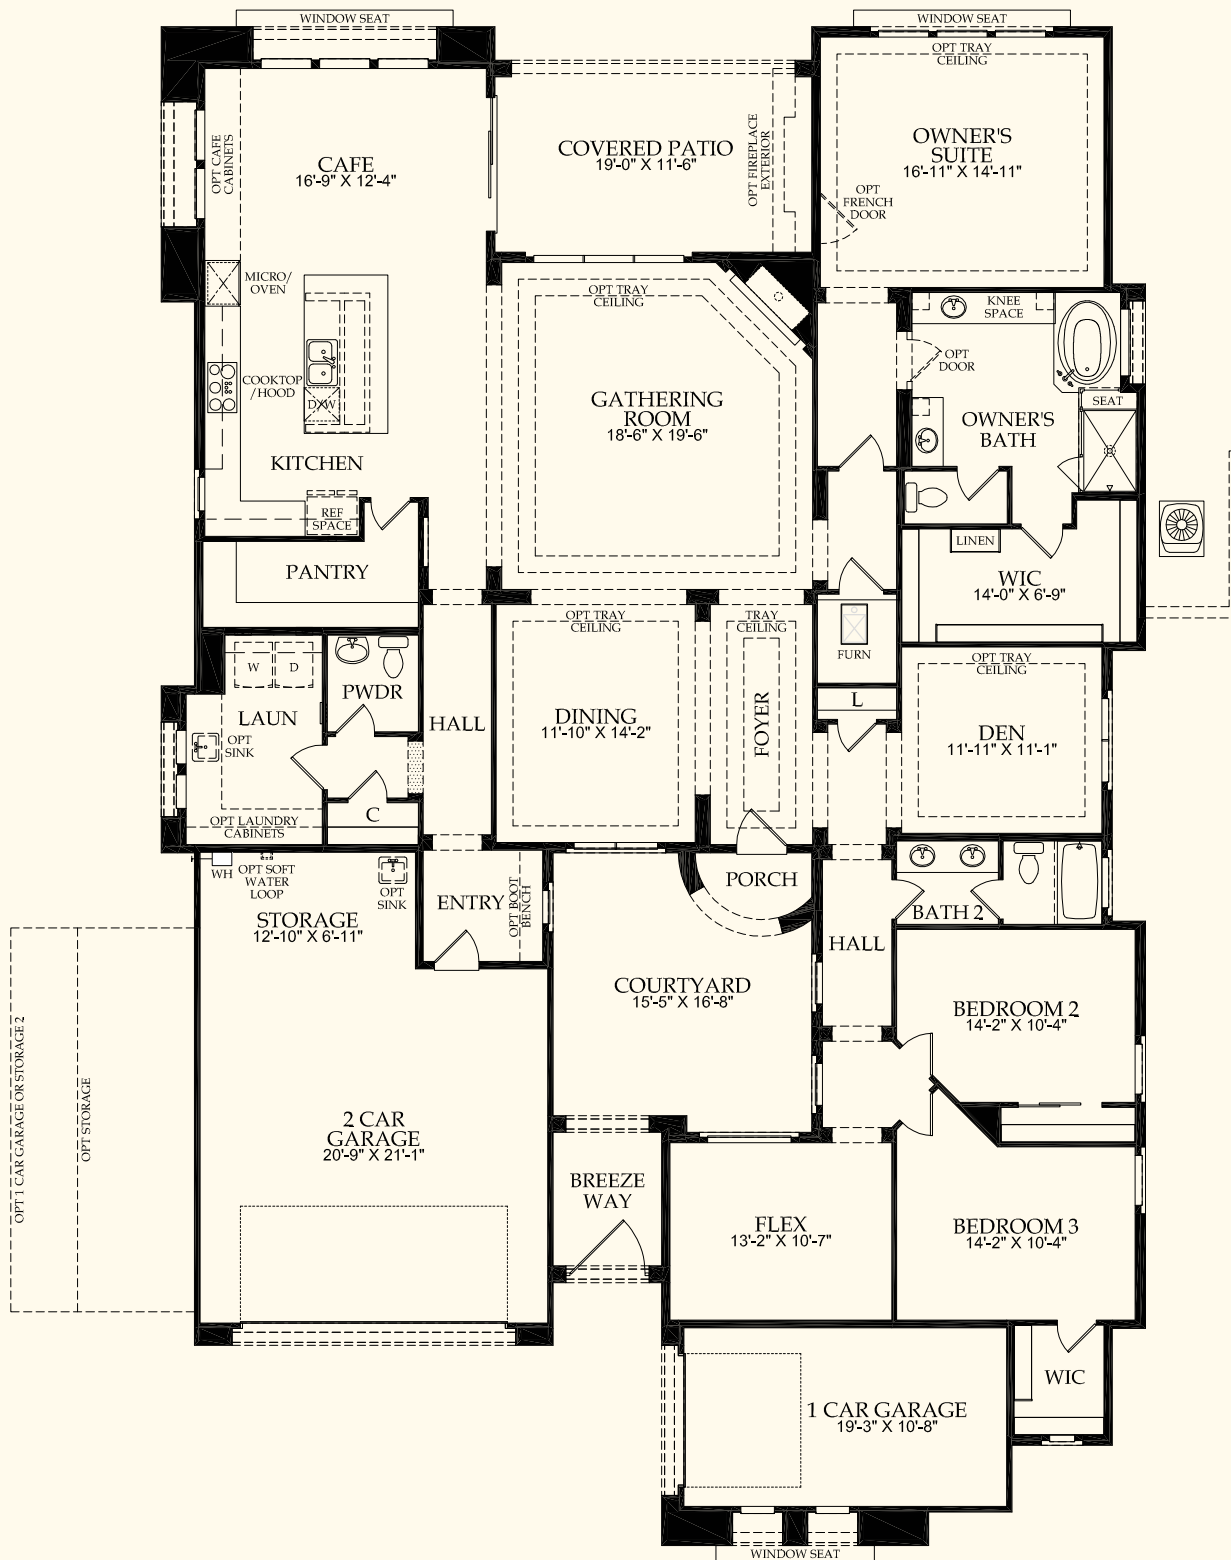 WINDOW SEAT
WINDOW SEAT
OPT TRAY
CEILING
OPT CAFE
CABINETS
CAFE
16'-9" X 12'-4"
COVERED PATIO
19'-0" X 11'-6"
OPT FIREPLACE
EXTERIOR
OWNER'S
SUITE
16'-11" X 14'-11"
OPT
FRENCH
DOOR
MICRO/
OVEN
OPT TRAY
CEILING
KNEE
SPACE
OPT
DOOR
COOKTOP
/HOOD
D/W
GATHERING
ROOM
18'-6" X 19'-6"
SEAT
OWNER'S
BATH
KITCHEN
REF
SPACE
LINEN
PANTRY
WIC
14'-0" X 6'-9"
OPT TRAY
CEILING
TRAY
CEILING
FURN
OPT TRAY
CEILING
W
D
PWDR
LAUN
OPT
SINK
HALL
DINING
11'-10" X 14'-2"
FOYER
L
DEN
11'-11" X 11'-1"
OPT LAUNDRY
CABINETS
C
WH
OPT SOFT
WATER
LOOP
OPT
SINK
STORAGE
12'-10" X 6'-11"
ENTRY
OPT BOOT
BENCH
PORCH
BATH 2
HALL
COURTYARD
15'-5" X 16'-8"
BEDROOM 2
14'-2" X 10'-4"
OPT 1 CAR GARAGE OR STORAGE 2
OPT STORAGE
2 CAR
GARAGE
20'-9" X 21'-1"
BREEZE
WAY
FLEX
13'-2" X 10'-7"
BEDROOM 3
14'-2" X 10'-4"
WIC
1 CAR GARAGE
19'-3" X 10'-8"
WINDOW SEAT